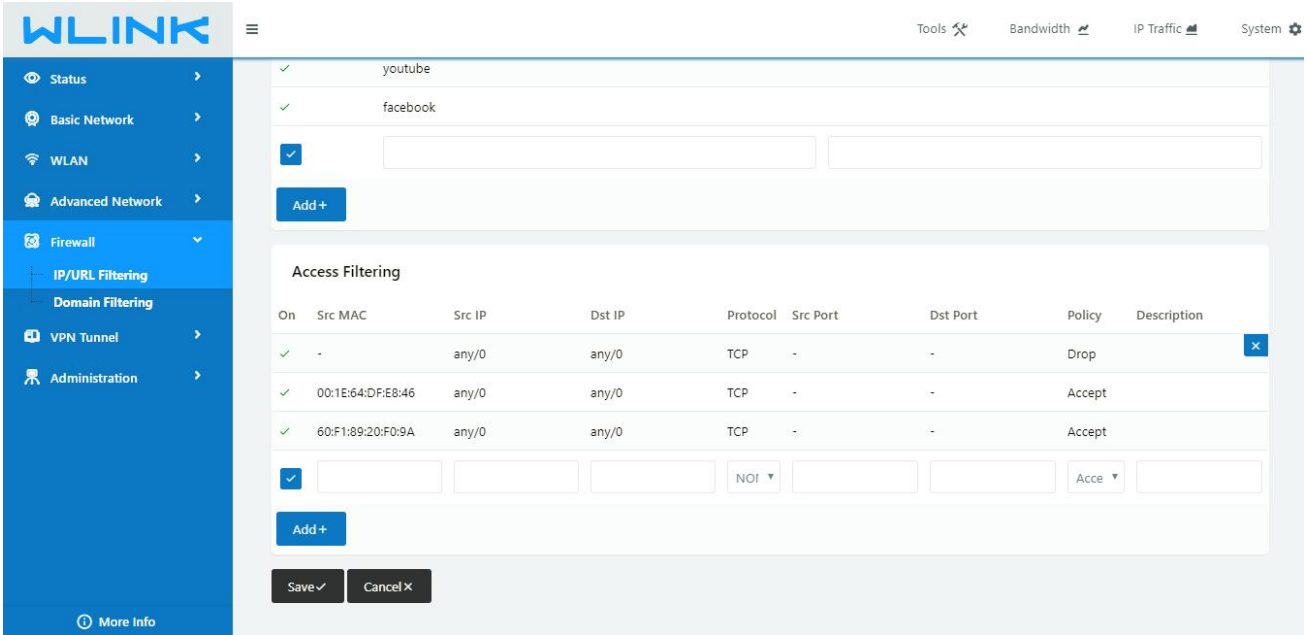 WLINK
Tools Bandwidth IP Traffic System
Status
Basic Network
WLAN
Advanced Network
Firewall
IP/URL Filtering
Domain Filtering
VPN Tunnel
Administration
More Info
youtube
facebook
Add+
Access Filtering
On Src MAC Src IP Dst IP Protocol Src Port Dst Port Policy Description
- any/0 any/0 TCP - - Drop
00:1E:64:DF:E8:46 any/0 any/0 TCP - - Accept
60:F1:89:20:F0:9A any/0 any/0 TCP - - Accept
Acce
Add+
Save Cancel